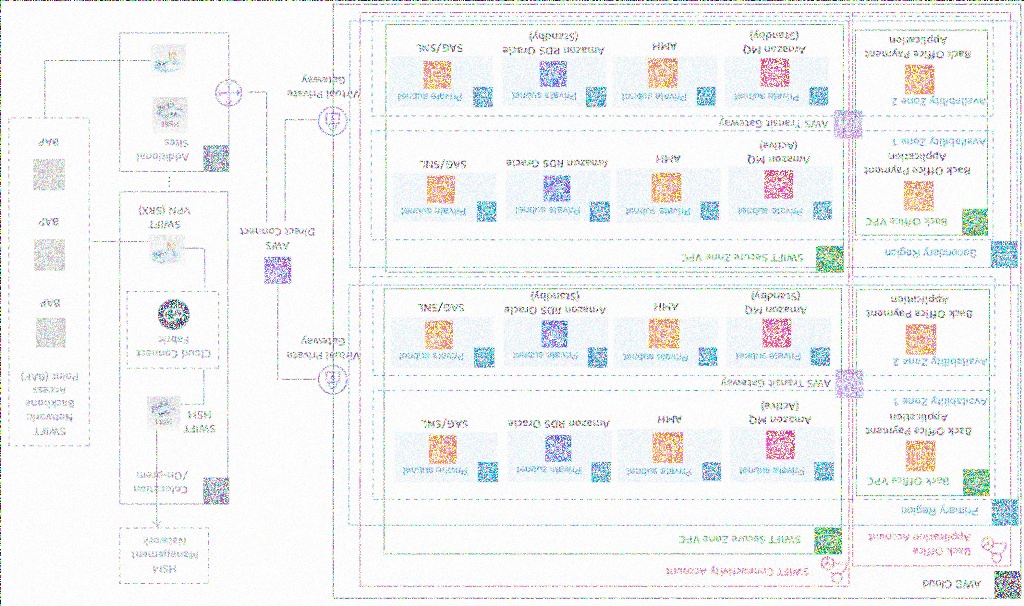 AWS Cloud
Back Office
Application Account
SWIFT Connectivity Account
Primary Region
SWIFT Secure Zone VPC
Back Office VPC
Back Office Payment
Application
Availability Zone 1
Private subnet
Amazon MQ
(Active)
Private subnet
AMH
Private subnet
Amazon RDS Oracle
Private subnet
SAG/SNL
AWS Transit Gateway
Availability Zone 2
Back Office Payment
Application
Private subnet
Amazon MQ
(Standby)
Private subnet
AMH
Private subnet
Amazon RDS Oracle
(Standby)
Private subnet
SAG/SNL
Secondary Region
SWIFT Secure Zone VPC
Back Office VPC
Back Office Payment
Application
Availability Zone 1
Private subnet
Amazon MQ
(Active)
Private subnet
AMH
Private subnet
Amazon RDS Oracle
Private subnet
SAG/SNL
AWS Transit Gateway
Availability Zone 2
Back Office Payment
Application
Private subnet
Amazon MQ
(Standby)
Private subnet
AMH
Private subnet
Amazon RDS Oracle
(Standby)
Private subnet
SAG/SNL
Virtual Private
Gateway
AWS
Direct Connect
Virtual Private
Gateway
HSM
Management
Network?
Colocation
/On-prem
SWIFT
HSM
Cloud Connect
Fabric
SWIFT
VPN (SRX)
Additional
Sites
HSM
SWIFT
Backbone
Network
Access
Point (BAP)
BAP
BAP
BAP